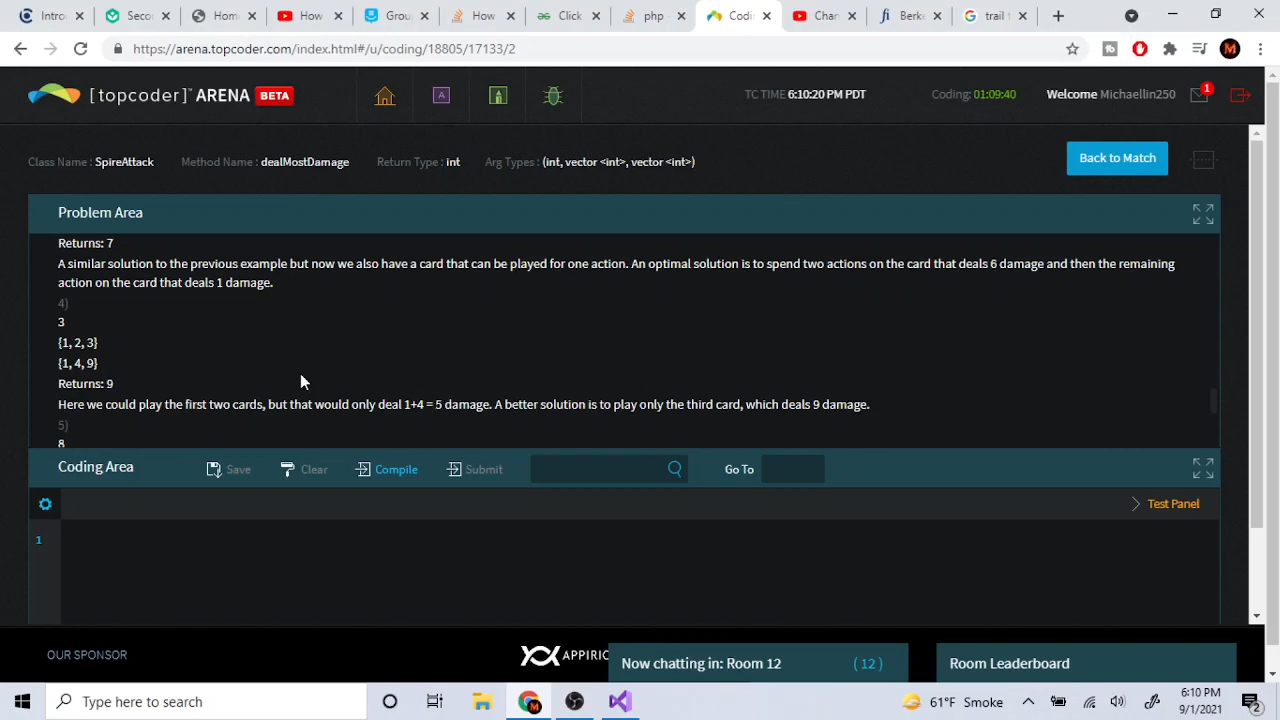 Intro
Secor
Home
How
Grou
How
Click
php -
Codin
Chan
Berke
trail t
https://arena.topcoder.com/index.html#/u/coding/18805/17133/2
[topcoder]™ ARENA BETA
TC TIME 6:10:20 PM PDT
Coding: 01:09:40
Welcome Michaellin250
1
Class Name : SpireAttack Method Name : dealMostDamage Return Type : int Arg Types : (int, vector <int>, vector <int>)
Back to Match
Problem Area
Returns: 7
A similar solution to the previous example but now we also have a card that can be played for one action. An optimal solution is to spend two actions on the card that deals 6 damage and then the remaining
action on the card that deals 1 damage.
4)
3
{1, 2, 3}
{1, 4, 9}
Returns: 9
Here we could play the first two cards, but that would only deal 1+4 = 5 damage. A better solution is to play only the third card, which deals 9 damage.
5)
8
Coding Area
Save
Clear
Compile
Submit
Go To
Test Panel
1
OUR SPONSOR
APPIRIO
Now chatting in: Room 12 ( 12 )
Room Leaderboard
Type here to search
61°F Smoke
6:10 PM
9/1/2021
2